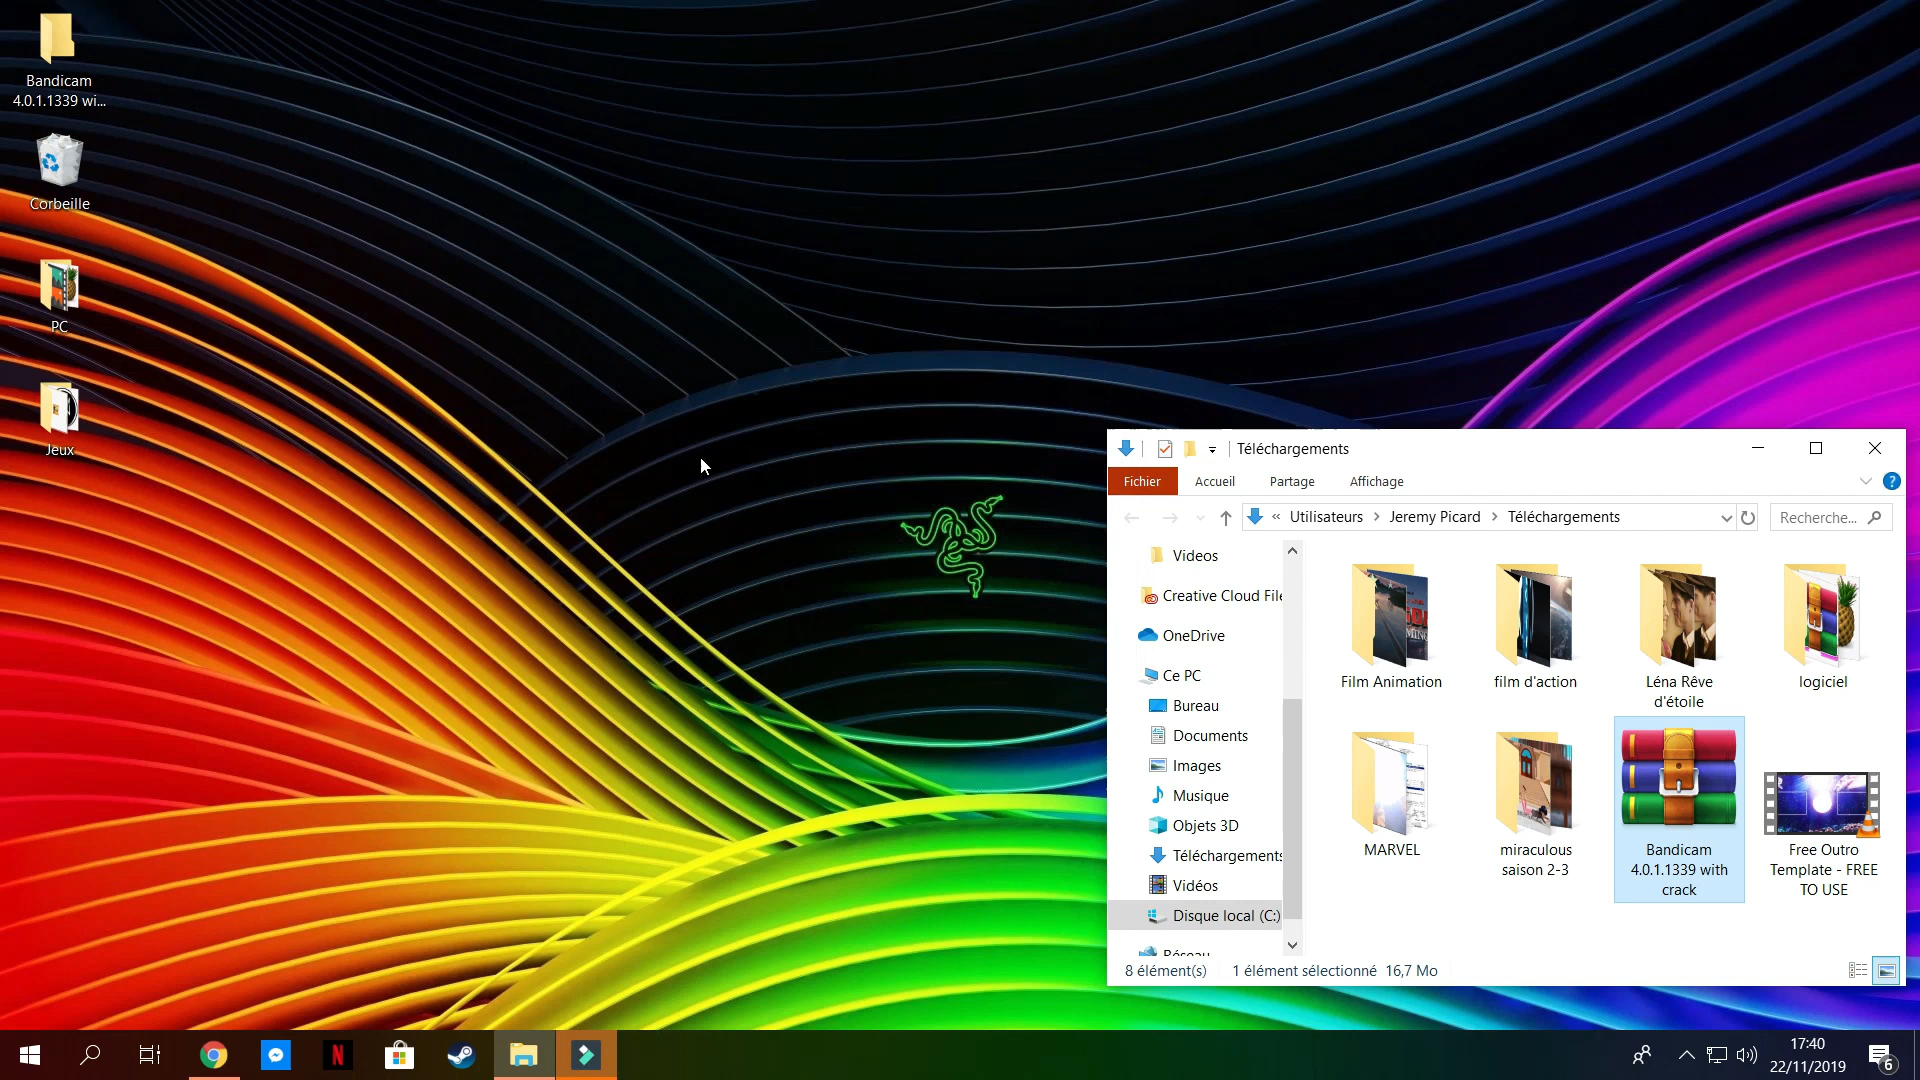 Bandicam
4.0.1.1339 wi...
Corbeille
PC
Jeux
Téléchargements
Fichier
Accueil
Partage
Affichage
?
« Utilisateurs > Jeremy Picard > Téléchargements
Recherche...
Videos
Creative Cloud File
OneDrive
Ce PC
Bureau
Documents
Images
Musique
Objets 3D
Téléchargements
Vidéos
Disque local (C:)
Réseau
Film Animation
film d'action
Léna Rêve
d'étoile
logiciel
MARVEL
miraculous
saison 2-3
Bandicam
4.0.1.1339 with
crack
Free Outro
Template - FREE
TO USE
8 élément(s)
1 élément sélectionné 16,7 Mo
N
17:40
22/11/2019
6